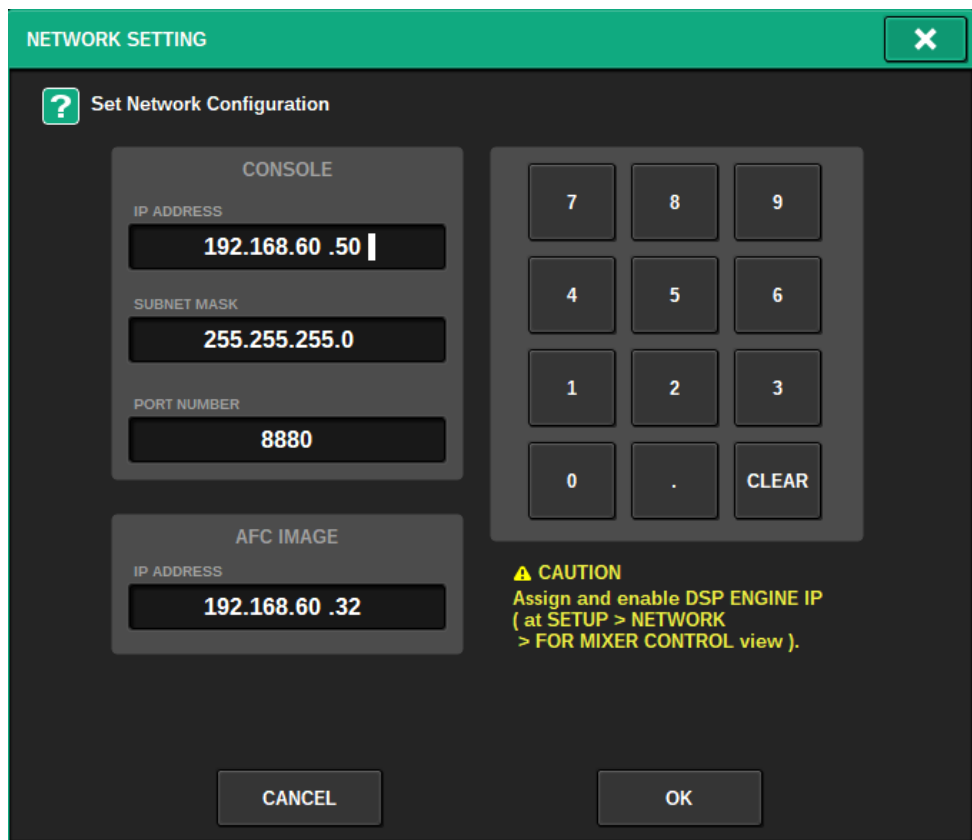 NETWORK SETTING
?
Set Network Configuration
CONSOLE
IP ADDRESS
192.168.60 .50
SUBNET MASK
255.255.255.0
PORT NUMBER
8880
AFC IMAGE
IP ADDRESS
192.168.60 .32
7 8 9
4 5 6
1 2 3
0 . CLEAR
CAUTION
Assign and enable DSP ENGINE IP
( at SETUP > NETWORK
> FOR MIXER CONTROL view ).
CANCEL
OK